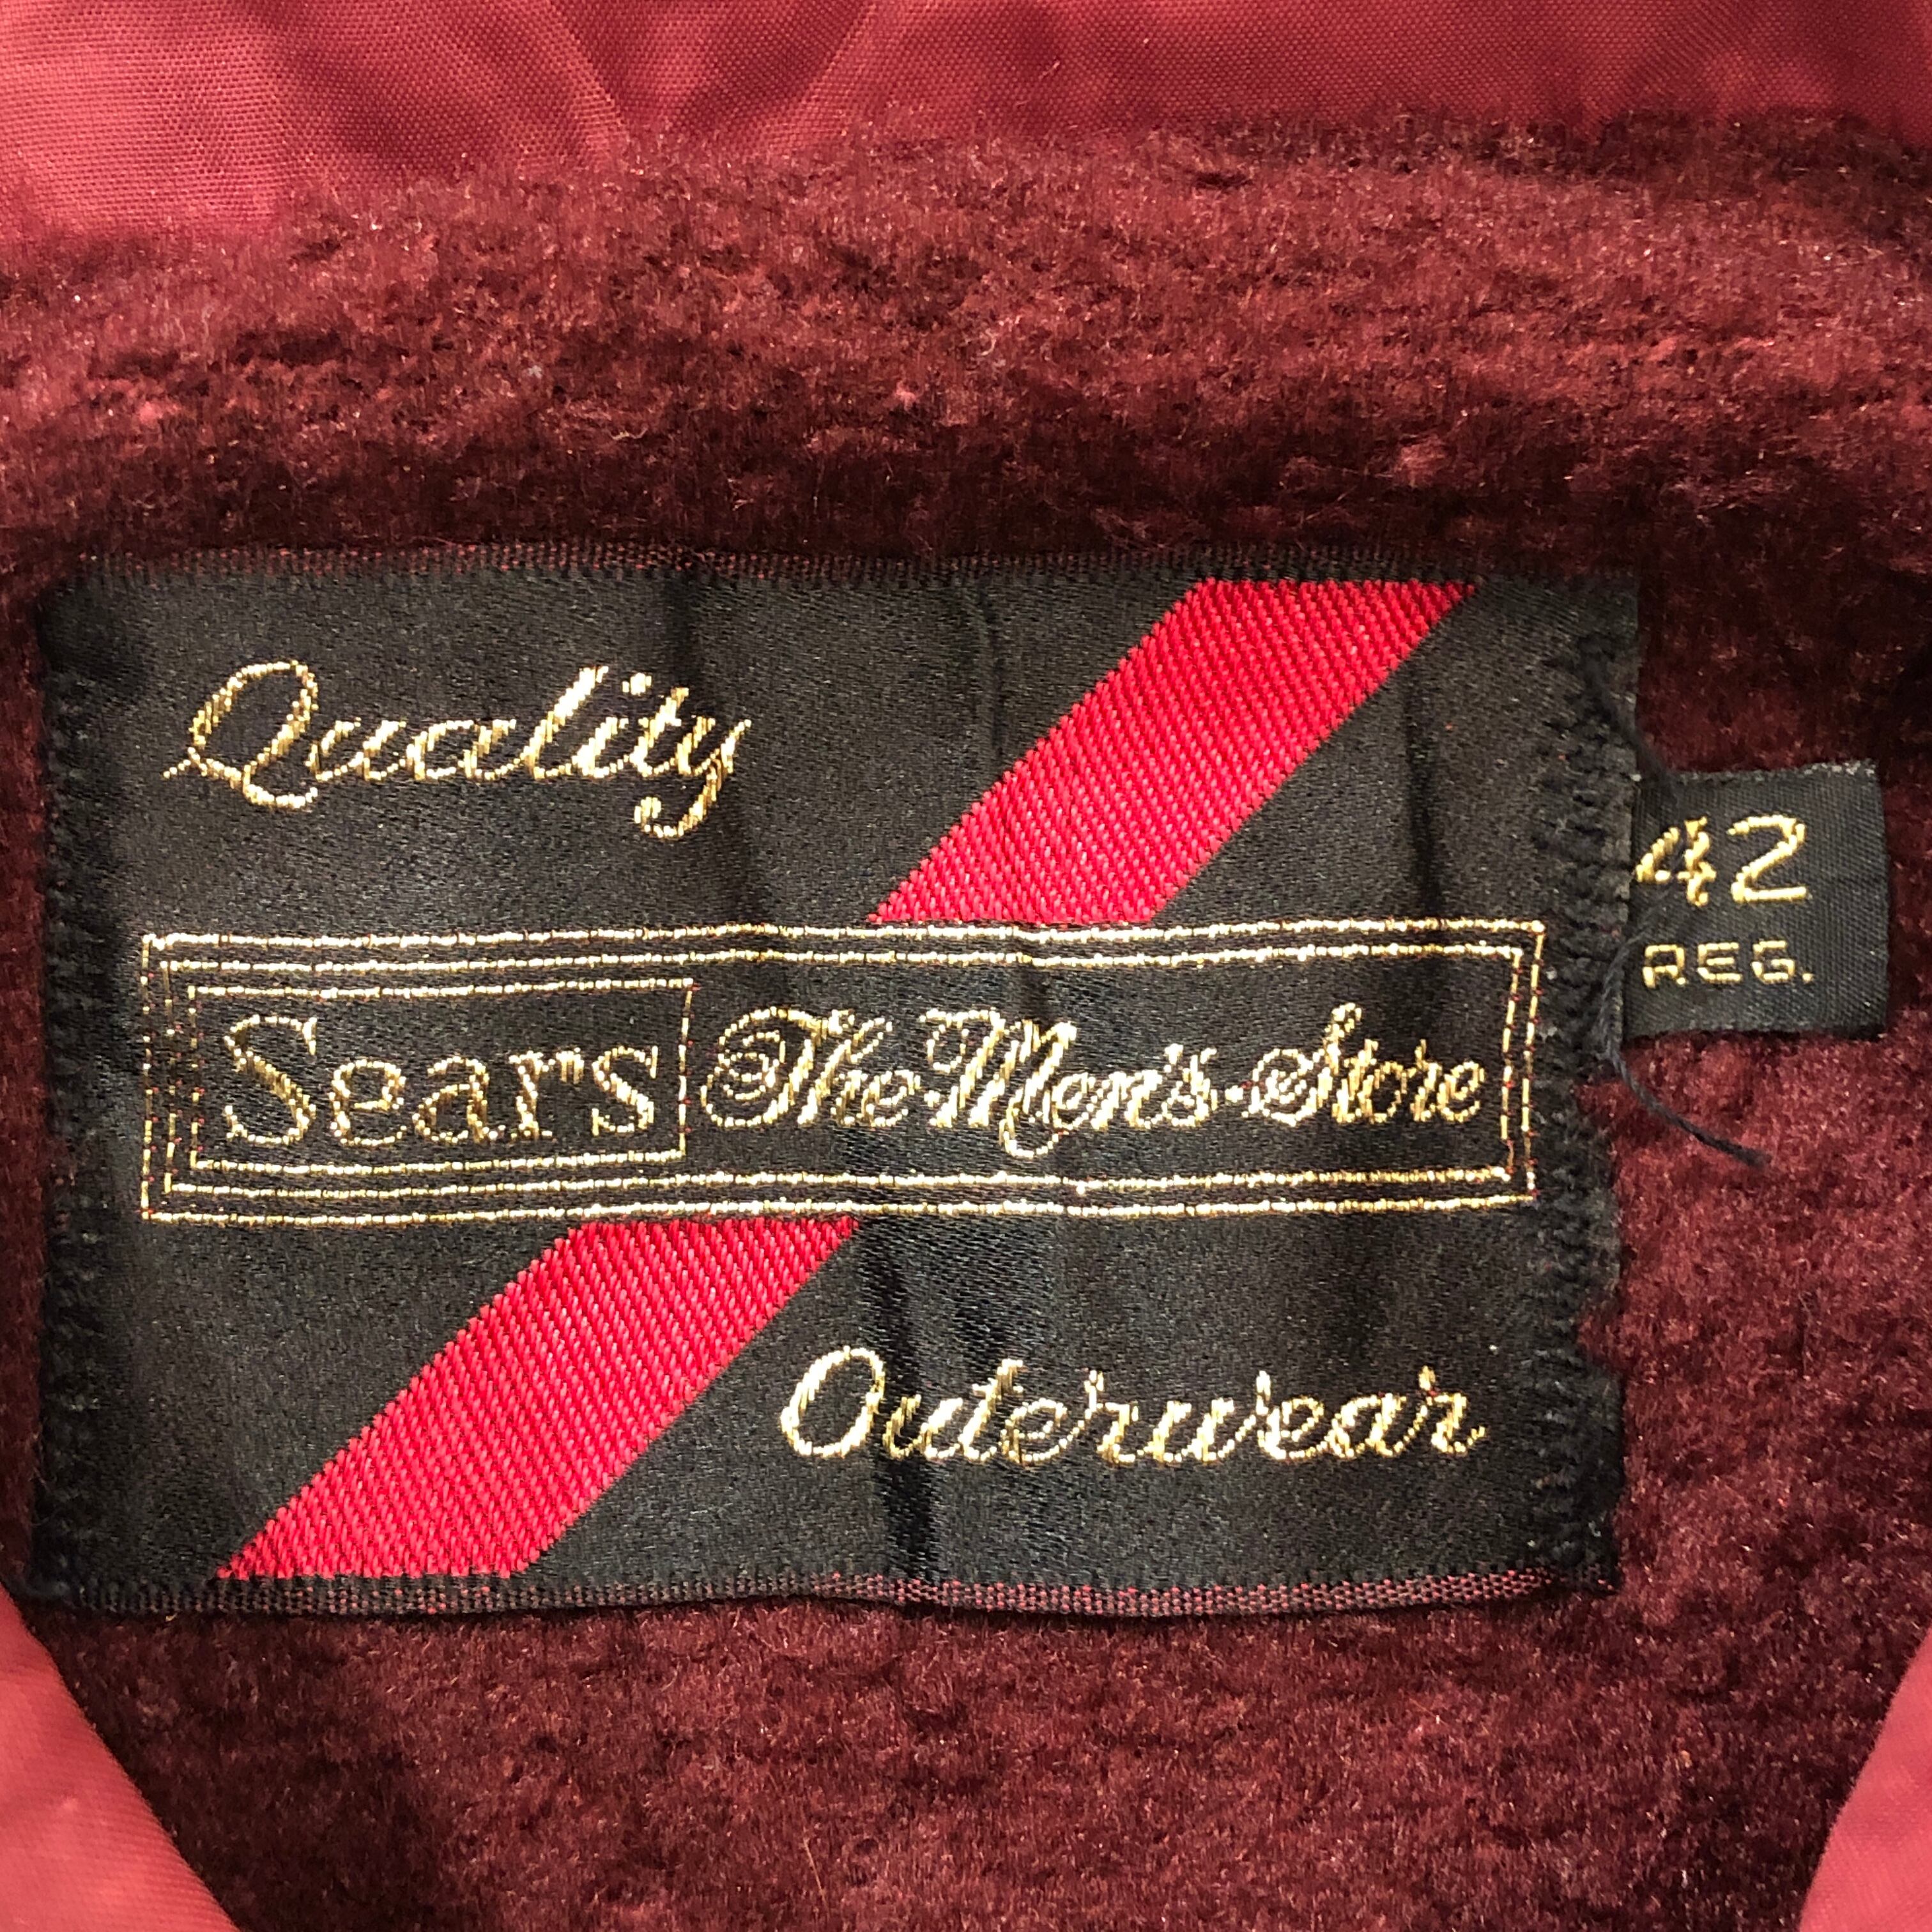 Quality
Sears The Men's Store
Outerwear
42
REG.